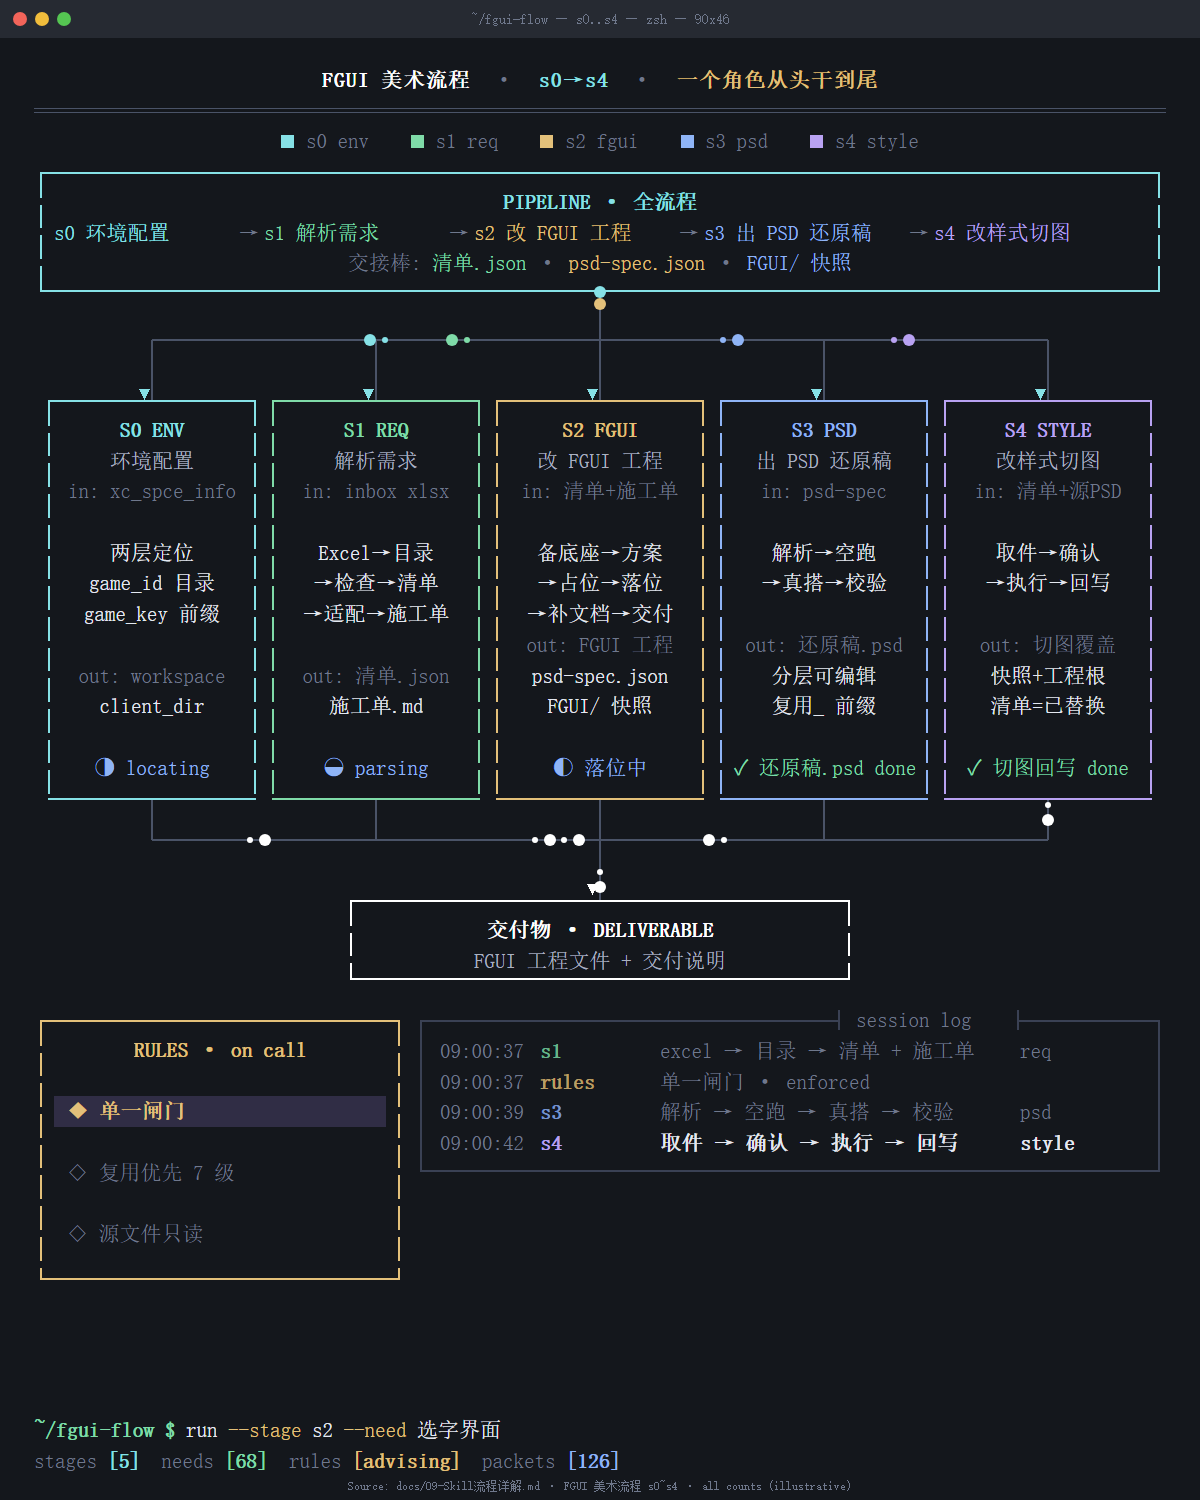 ~/fgui-flow — s0..s4 — zsh — 90x46
FGUI 美术流程 • s0→s4 • 一个角色从头干到尾
s0 env s1 req s2 fgui s3 psd s4 style
PIPELINE • 全流程
s0 环境配置 → s1 解析需求 → s2 改 FGUI 工程 → s3 出 PSD 还原稿 → s4 改样式切图
交接棒: 清单.json • psd-spec.json • FGUI/ 快照
S0 ENV
环境配置
in: xc_spce_info
两层定位
game_id 目录
game_key 前缀
out: workspace
client_dir
◑ locating
S1 REQ
解析需求
in: inbox xlsx
Excel→目录
→检查→清单
→适配→施工单
out: 清单.json
施工单.md
◒ parsing
S2 FGUI
改 FGUI 工程
in: 清单+施工单
备底座→方案
→占位→落位
→补文档→交付
out: FGUI 工程
psd-spec.json
FGUI/ 快照
◐ 落位中
S3 PSD
出 PSD 还原稿
in: psd-spec
解析→空跑
→真搭→校验
out: 还原稿.psd
分层可编辑
复用_ 前缀
✓ 还原稿.psd done
S4 STYLE
改样式切图
in: 清单+源PSD
取件→确认
→执行→回写
out: 切图覆盖
快照+工程根
清单=已替换
✓ 切图回写 done
交付物 • DELIVERABLE
FGUI 工程文件 + 交付说明
RULES • on call
◆ 单一闸门
◇ 复用优先 7 级
◇ 源文件只读
session log
09:00:37 s1 excel → 目录 → 清单 + 施工单 req
09:00:37 rules 单一闸门 • enforced
09:00:39 s3 解析 → 空跑 → 真搭 → 校验 psd
09:00:42 s4 取件 → 确认 → 执行 → 回写 style
~/fgui-flow $ run --stage s2 --need 选字界面
stages [5] needs [68] rules [advising] packets [126]
Source: docs/09-Skill流程详解.md · FGUI 美术流程 s0~s4 · all counts (illustrative)